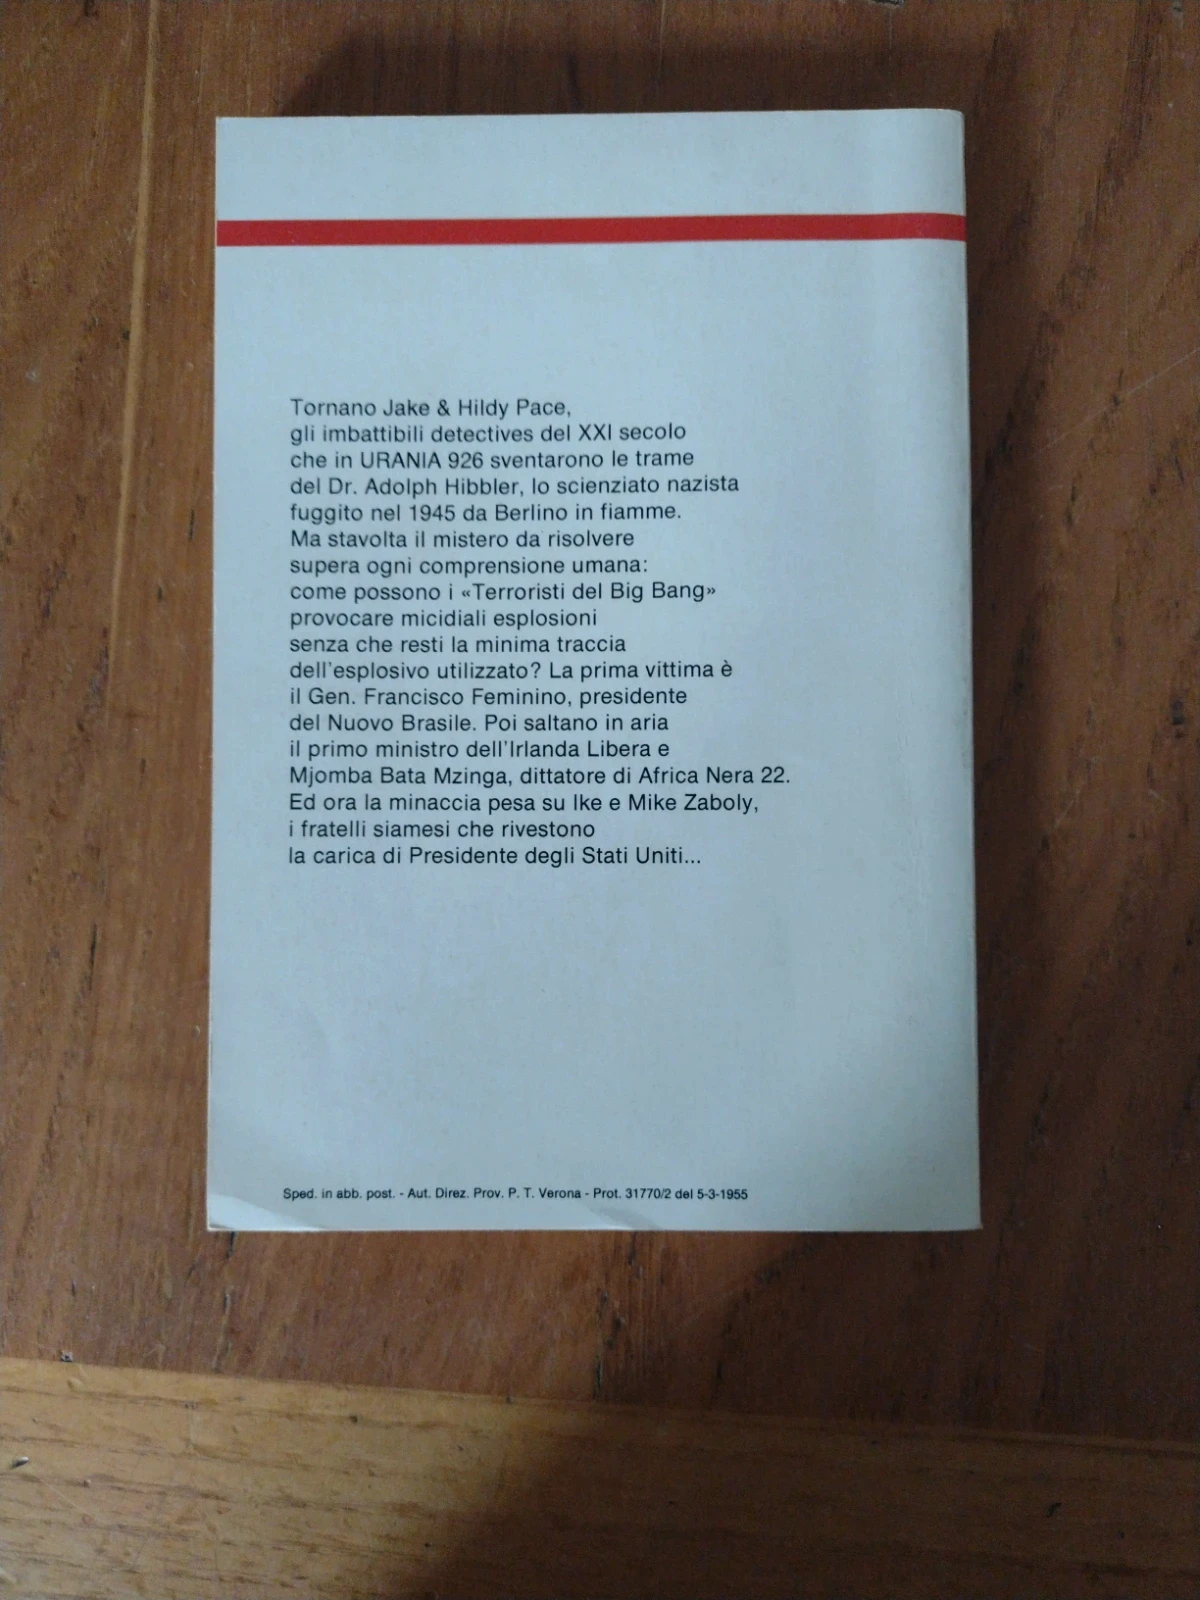 Tornano Jake & Hildy Pace,
gli imbattibili detectives del XXI secolo
che in URANIA 926 sventarono le trame
del Dr. Adolph Hibbler, lo scienziato nazista
fuggito nel 1945 da Berlino in fiamme.
Ma stavolta il mistero da risolvere
supera ogni comprensione umana:
come possono i «Terroristi del Big Bang»
provocare micidiali esplosioni
senza che resti la minima traccia
dell'esplosivo utilizzato? La prima vittima è
il Gen. Francisco Feminino, presidente
del Nuovo Brasile. Poi saltano in aria
il primo ministro dell'Irlanda Libera e
Mjomba Bata Mzinga, dittatore di Africa Nera 22.
Ed ora la minaccia pesa su Ike e Mike Zaboly,
i fratelli siamesi che rivestono
la carica di Presidente degli Stati Uniti...
Sped. in abb. post. - Aut. Direz. Prov. P. T. Verona - Prot. 31770/2 del 5-3-1955